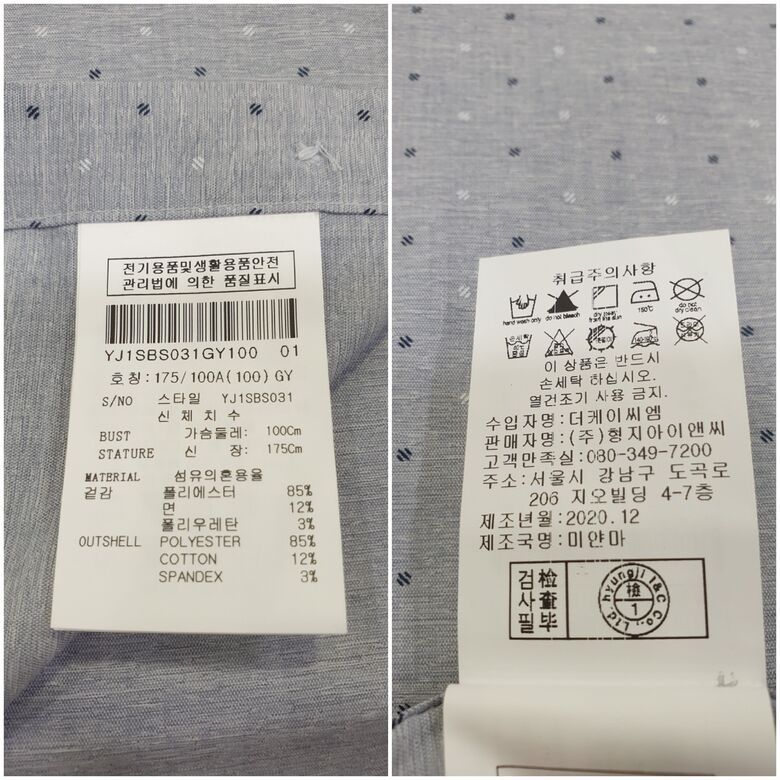 전기용품및생활용품안전
관리법에 의한 품질표시
YJ1SBS031GY100 01
호칭:175/100A(100) GY
S/NO 스타일 YJ1SBS031
신체치수
BUST 가슴둘레: 100Cm
STATURE 신 장: 175Cm
MATERIAL 섬유의혼용율
겉감 폴리에스터 85%
면 12%
폴리우레탄 3%
OUTSHELL POLYESTER 85%
COTTON 12%
SPANDEX 3%
취급주의사항
hand wash only do not bleach dry away from the sun 150℃ do not dry clean
이 상품은 반드시
손세탁 하십시오.
열건조기 사용 금지.
수입자명:더케이씨엠
판매자명:(주)형지아이앤씨
고객만족실:080-349-7200
주소:서울시 강남구 도곡로
206 지오빌딩 4-7층
제조년월:2020.12
제조국명:미얀마
검사필 檢查畢 hyungji I&C Co., Ltd. 檢 1